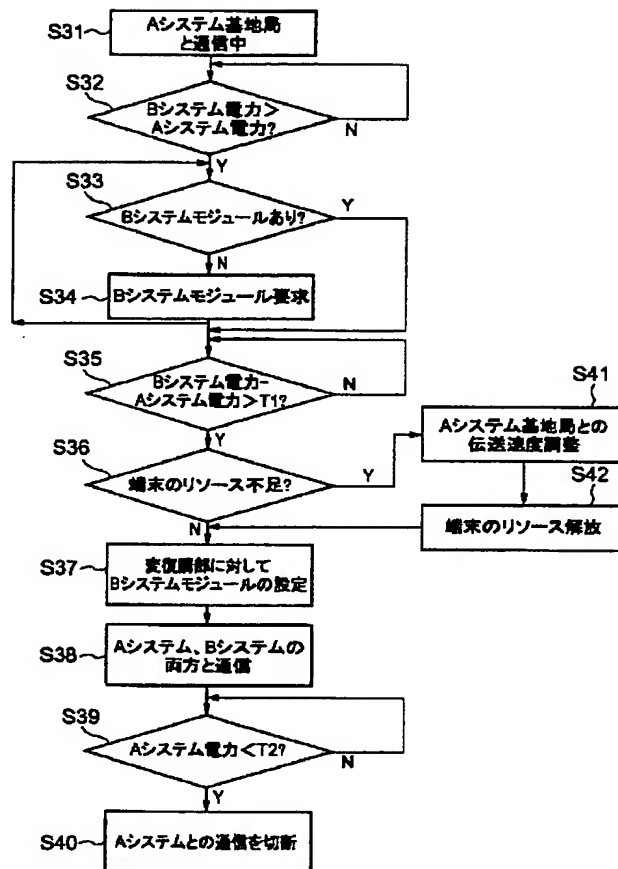 S31
Aシステム基地局
と通信中
S32
Bシステム電力>
Aシステム電力?
N
Y
S33
Bシステムモジュールあり?
Y
N
S34
Bシステムモジュール要求
S35
Bシステム電力-
Aシステム電力>T1?
N
Y
S36
端末のリソース不足?
Y
N
S41
Aシステム基地局との
伝送速度調整
S42
端末のリソース解放
S37
変復調部に対して
Bシステムモジュールの設定
S38
Aシステム、Bシステムの
両方と通信
S39
Aシステム電力<T2?
N
Y
S40
Aシステムとの通信を切断